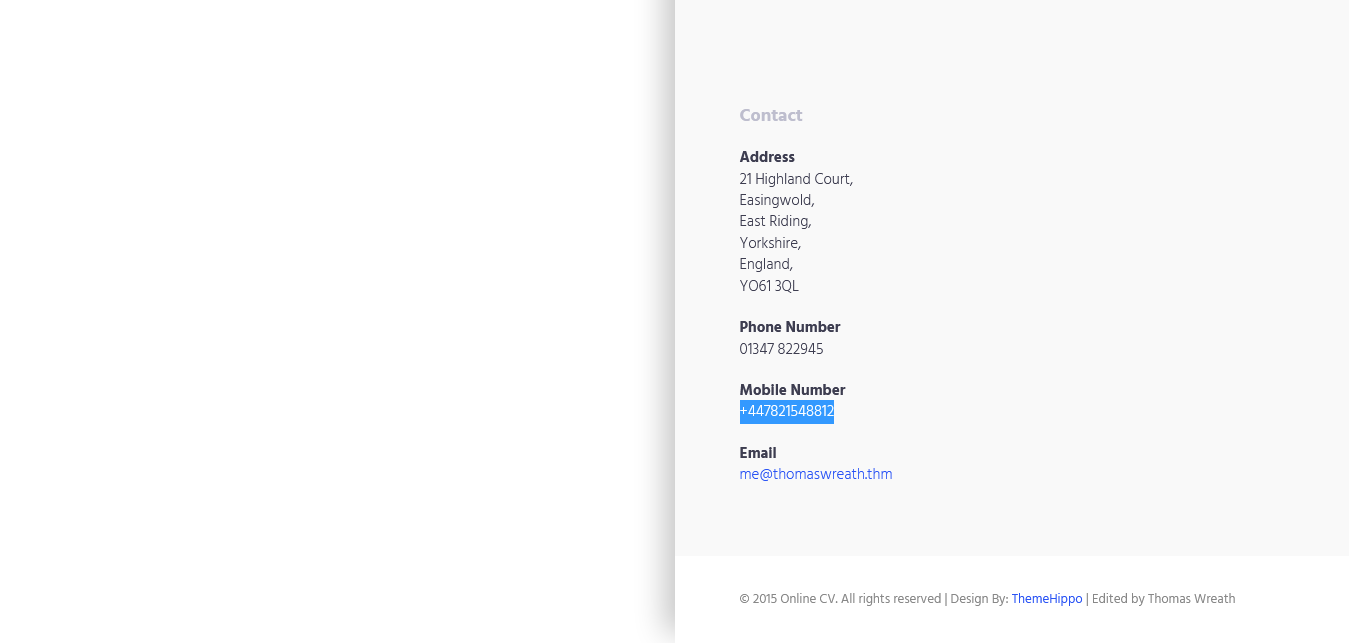 Contact
Address
21 Highland Court,
Easingwold,
East Riding,
Yorkshire,
England,
YO61 3QL
Phone Number
01347 822945
Mobile Number
+447821548812
Email
me@thomaswreath.thm
© 2015 Online CV. All rights reserved | Design By: ThemeHippo | Edited by Thomas Wreath